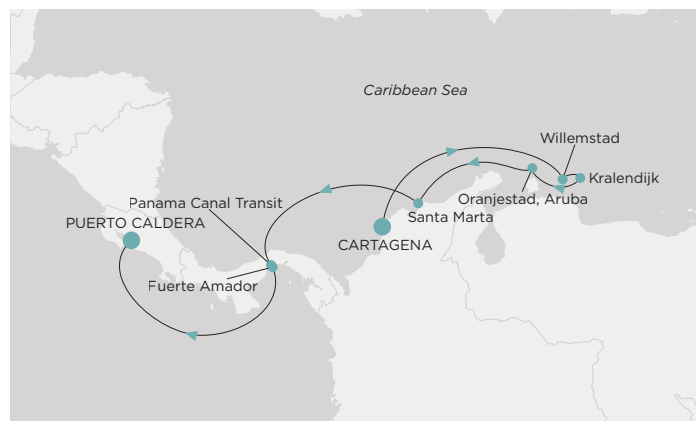 Caribbean Sea
Willemstad
Kralendijk
Oranjestad, Aruba
Panama Canal Transit
Santa Marta
PUERTO CALDERA
CARTAGENA
Fuerte Amador